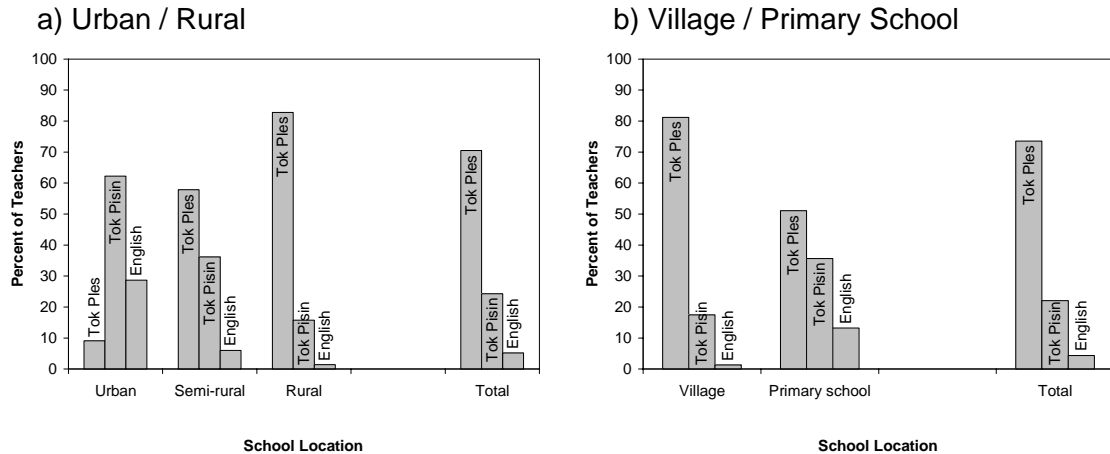 a) Urban / Rural
100
90
80
70
60
50
40
30
20
10
0
Percent of Teachers
Tok Ples
Tok Pisin
English
Tok Ples
Tok Pisin
English
Tok Ples
Tok Pisin
English
Tok Ples
Tok Pisin
English
Urban Semi-rural Rural Total
School Location
b) Village / Primary School
100
90
80
70
60
50
40
30
20
10
0
Percent of Teachers
Tok Ples
Tok Pisin
English
Tok Ples
Tok Pisin
English
Tok Ples
Tok Pisin
English
Village Primary school Total
School Location